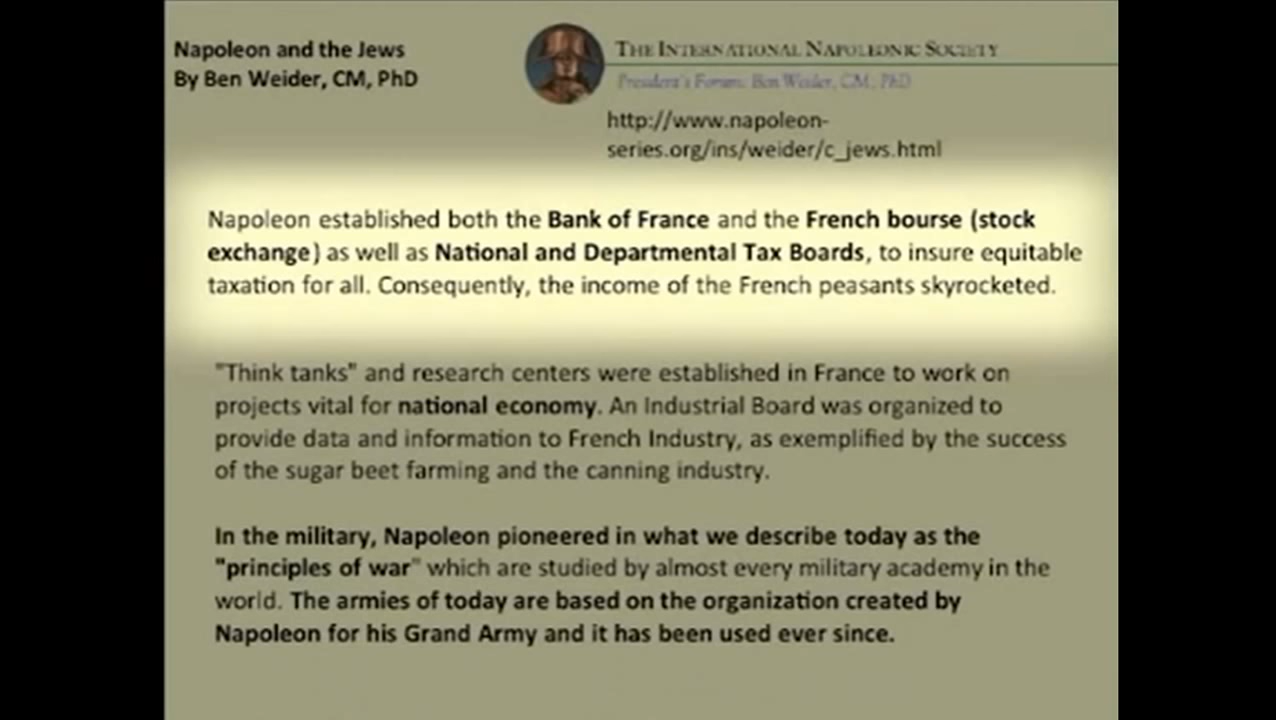 Napoleon and the Jews
By Ben Weider, CM, PhD
THE INTERNATIONAL NAPOLEONIC SOCIETY
President's Forum: Ben Weider, CM, PhD
http://www.napoleon-
series.org/ins/weider/c_jews.html
Napoleon established both the Bank of France and the French bourse (stock
exchange) as well as National and Departmental Tax Boards, to insure equitable
taxation for all. Consequently, the income of the French peasants skyrocketed.
"Think tanks" and research centers were established in France to work on
projects vital for national economy. An Industrial Board was organized to
provide data and information to French Industry, as exemplified by the success
of the sugar beet farming and the canning industry.
In the military, Napoleon pioneered in what we describe today as the
"principles of war" which are studied by almost every military academy in the
world. The armies of today are based on the organization created by
Napoleon for his Grand Army and it has been used ever since.